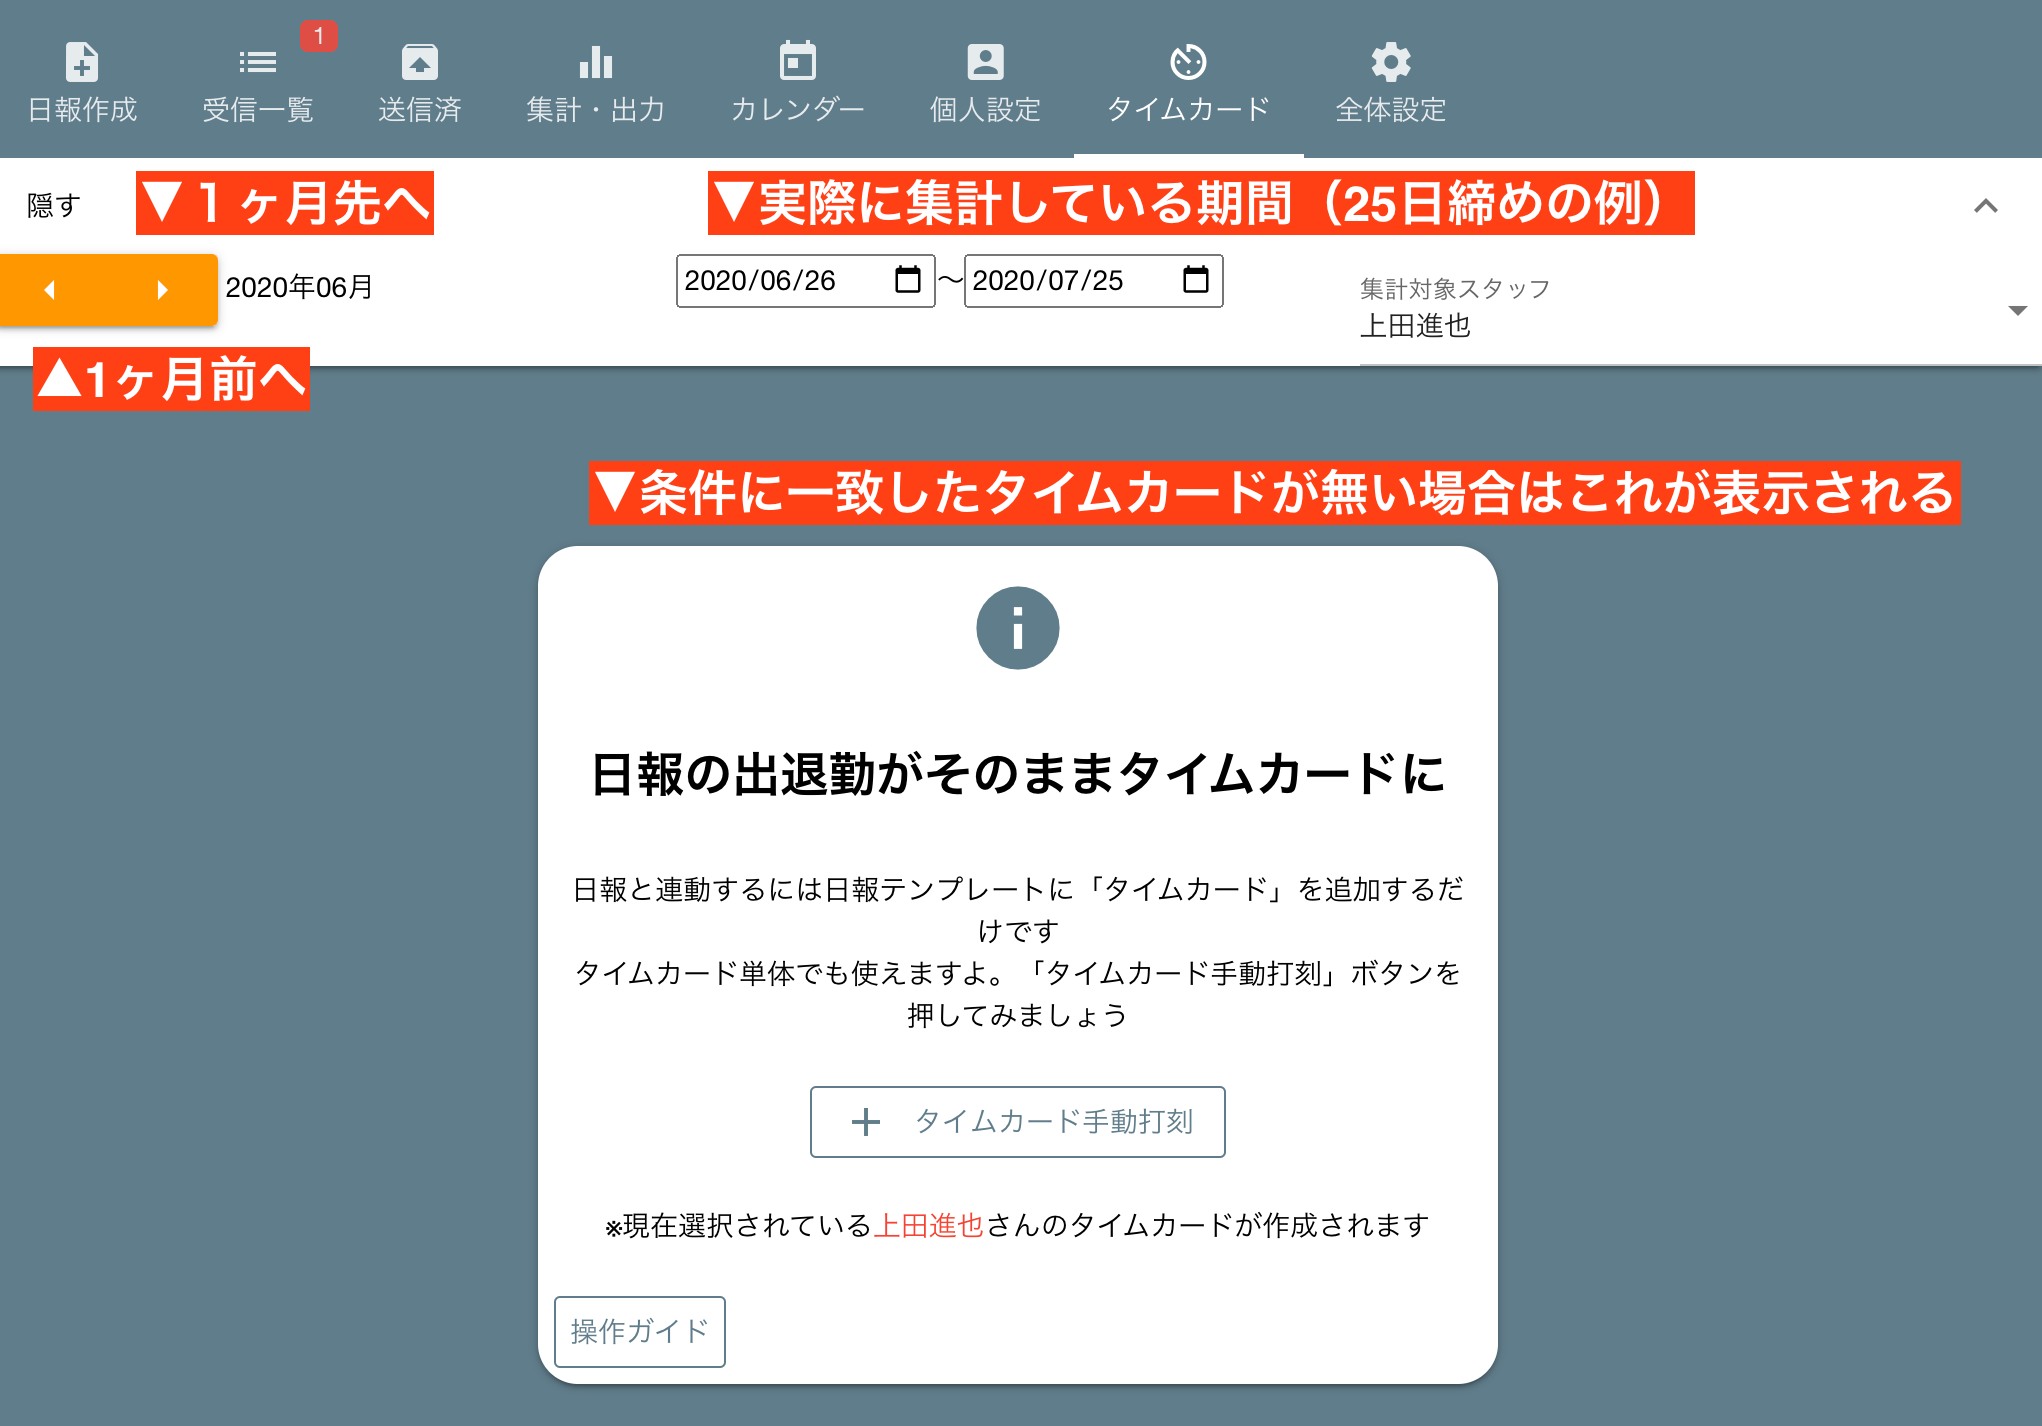 1
日報作成
受信一覧
送信済
集計・出力
カレンダー
個人設定
タイムカード
全体設定
隠す
▼１ヶ月先へ
▼実際に集計している期間（25日締めの例）
2020年06月
2020/06/26
〜
2020/07/25
集計対象スタッフ
上田進也
▲1ヶ月前へ
▼条件に一致したタイムカードが無い場合はこれが表示される
日報の出退勤がそのままタイムカードに
日報と連動するには日報テンプレートに「タイムカード」を追加するだ
けです
タイムカード単体でも使えますよ。「タイムカード手動打刻」ボタンを
押してみましょう
タイムカード手動打刻
※現在選択されている上田進也さんのタイムカードが作成されます
操作ガイド